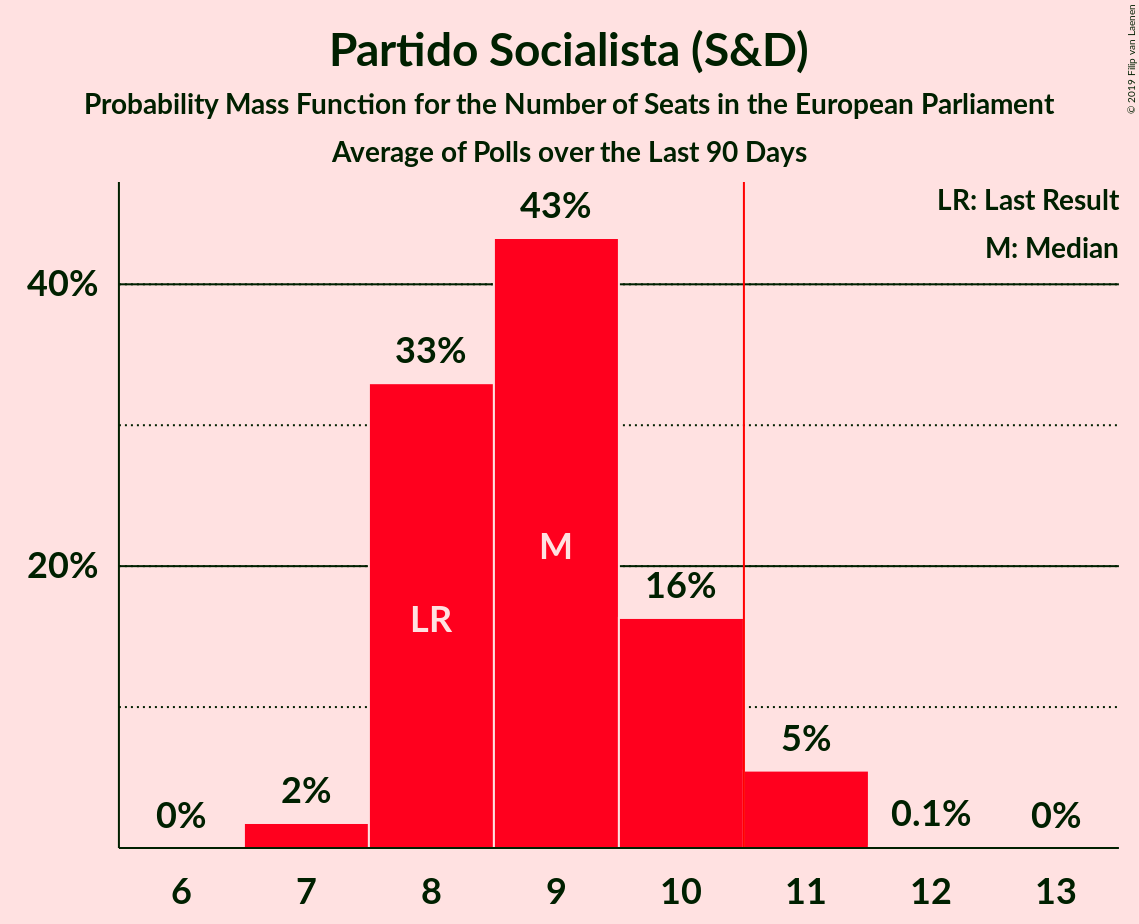 Partido Socialista (S&D)
Probability Mass Function for the Number of Seats in the European Parliament
Average of Polls over the Last 90 Days
© 2019 Filip van Laenen
LR: Last Result
M: Median
40%
20%
0%
2%
33%
43%
16%
5%
0.1%
0%
LR
M
6 7 8 9 10 11 12 13